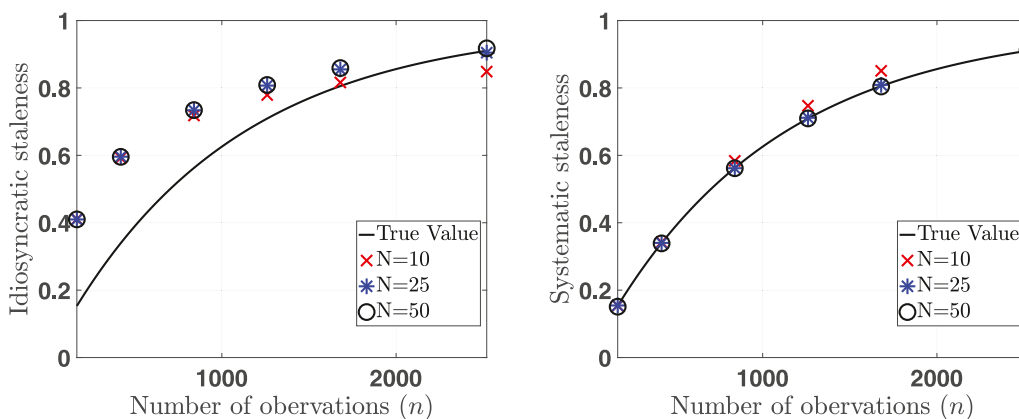 1
0.8
0.6
0.4
0.2
0
Idiosyncratic staleness
True Value
N=10
N=25
N=50
1000
2000
Number of obervations (n)
1
0.8
0.6
0.4
0.2
0
Systematic staleness
True Value
N=10
N=25
N=50
1000
2000
Number of obervations (n)